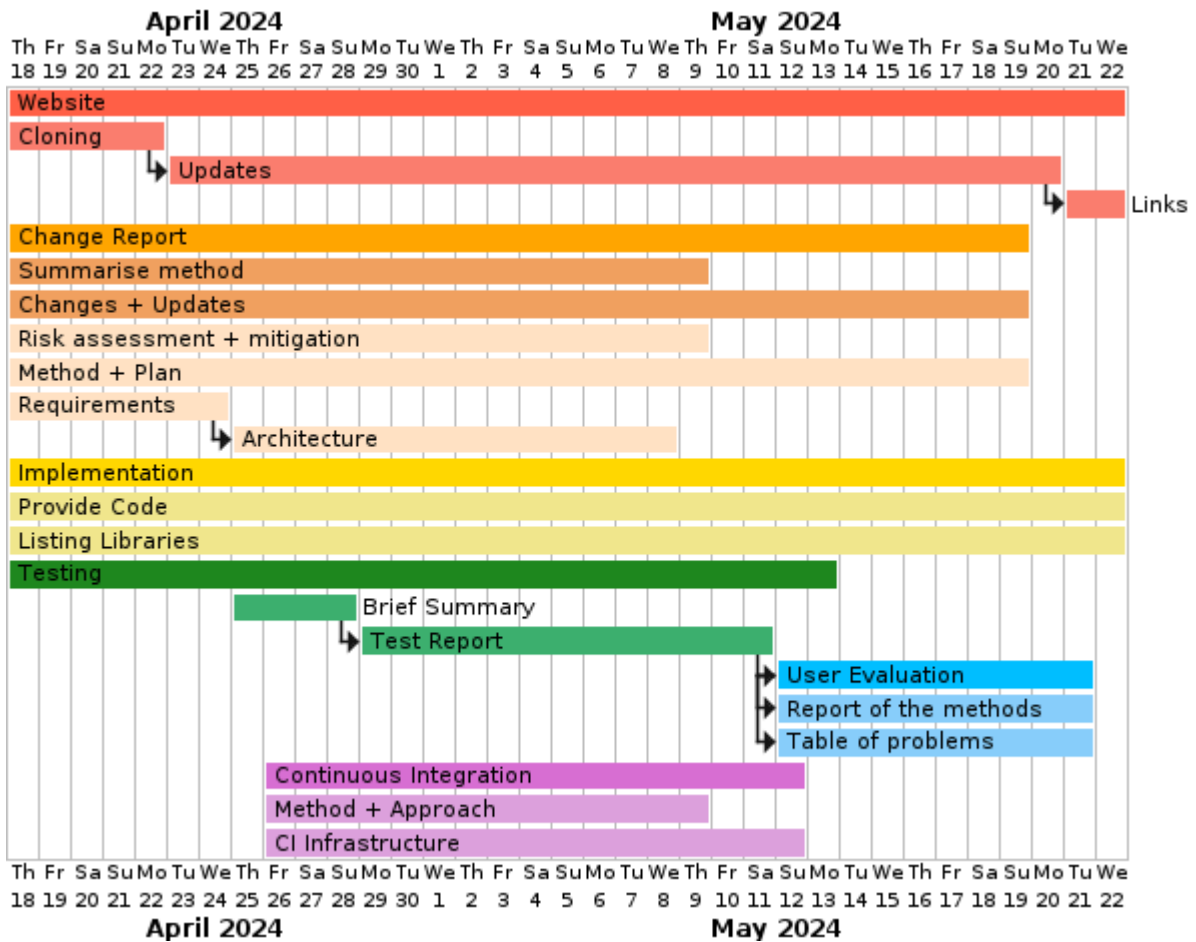 April 2024 May 2024
Th Fr Sa Su Mo Tu We Th Fr Sa Su Mo Tu We Th Fr Sa Su Mo Tu We Th Fr Sa Su Mo Tu We Th Fr Sa Su Mo Tu We
18 19 20 21 22 23 24 25 26 27 28 29 30 1 2 3 4 5 6 7 8 9 10 11 12 13 14 15 16 17 18 19 20 21 22
Website
Cloning
Updates
Links
Change Report
Summarise method
Changes + Updates
Risk assessment + mitigation
Method + Plan
Requirements
Architecture
Implementation
Provide Code
Listing Libraries
Testing
Brief Summary
Test Report
User Evaluation
Report of the methods
Table of problems
Continuous Integration
Method + Approach
CI Infrastructure
Th Fr Sa Su Mo Tu We Th Fr Sa Su Mo Tu We Th Fr Sa Su Mo Tu We Th Fr Sa Su Mo Tu We Th Fr Sa Su Mo Tu We
18 19 20 21 22 23 24 25 26 27 28 29 30 1 2 3 4 5 6 7 8 9 10 11 12 13 14 15 16 17 18 19 20 21 22
April 2024 May 2024